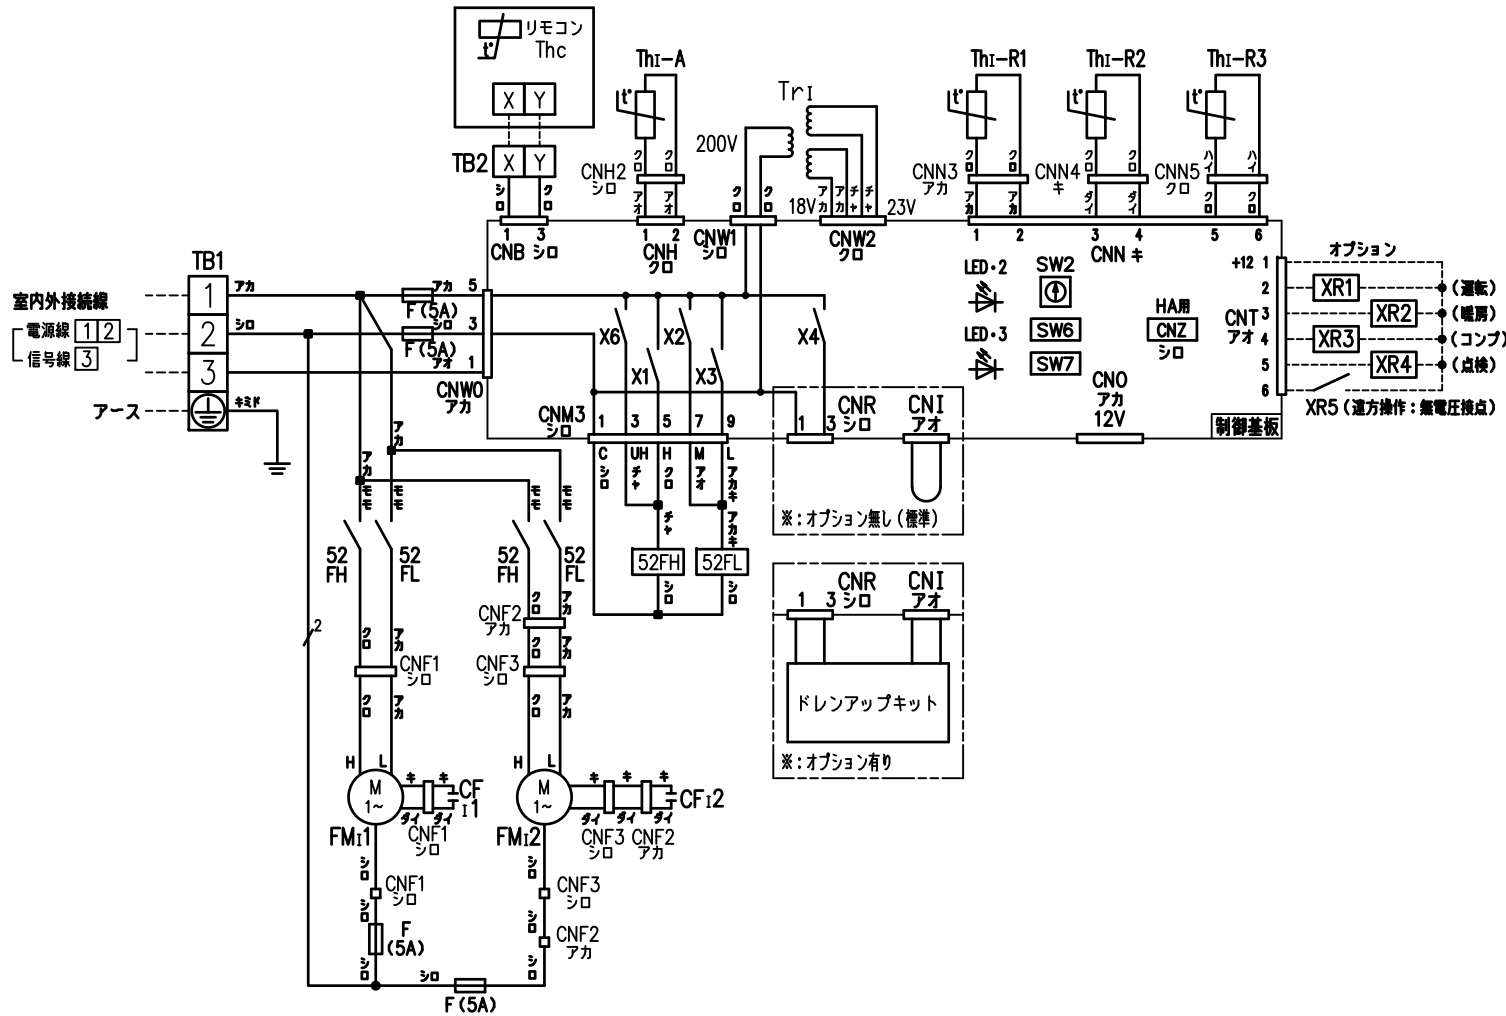 リモコン
Thc
t°
X Y
TB2
X Y
シロ クロ
1 3
CNB シロ
ThI-A
t°
クロ クロ
CNH2
シロ
アオ アオ
1 2
CNH
クロ
TrI
200V
クロ クロ
CNW1
シロ
18V
アカ アカ チャ チャ
23V
CNW2
クロ
ThI-R1
t°
クロ クロ
CNN3
アカ
アカ アカ
1 2
ThI-R2
t°
クロ クロ
CNN4
キ
ダイ ダイ
3 4
ThI-R3
t°
ハイ ハイ
CNN5
クロ
クロ クロ
5 6
CNN キ
TB1
室内外接続線
電源線 1 2
信号線 3
アース
1
2
3
アカ
シロ
キミド
アカ 5
F(5A)
シロ 3
F(5A)
アオ 1
CNW0
アカ
X6
X1
X2
X3
X4
LED・2
LED・3
SW2
SW6
SW7
HA用
CNZ
シロ
CNO
アカ
12V
制御基板
オプション
+12 1
2
3
4
5
6
CNT
アオ
XR1
XR2
XR3
XR4
(運転)
(暖房)
(コンプ)
(点検)
XR5(遠方操作:無電圧接点)
CNM3
シロ
1 3 5 7 9
C UH H M L
シロ チャ クロ アオ アカキ
チャ アカキ
52FH 52FL
シロ シロ
1 3
CNR
シロ
CNI
アオ
※:オプション無し(標準)
1 3
CNR
シロ
CNI
アオ
ドレンアップキット
※:オプション有り
アカ
アカ
モモ モモ モモ モモ
52
FH
52
FL
52
FH
52
FL
2
クロ アカ
CNF2
アカ
クロ アカ
クロ アカ
CNF1
シロ
CNF3
シロ
クロ アカ
クロ アカ
H L
M
1~
FMI1
キ キ
ダイ ダイ
CF
I1
CNF1
シロ
H L
M
1~
FMI2
キ キ キ
ダイ ダイ ダイ
CFI2
CNF3
シロ
CNF2
アカ
シロ
CNF1
シロ
シロ
F
(5A)
シロ
シロ
CNF3
シロ
シロ
CNF2
アカ
シロ
シロ
F(5A)